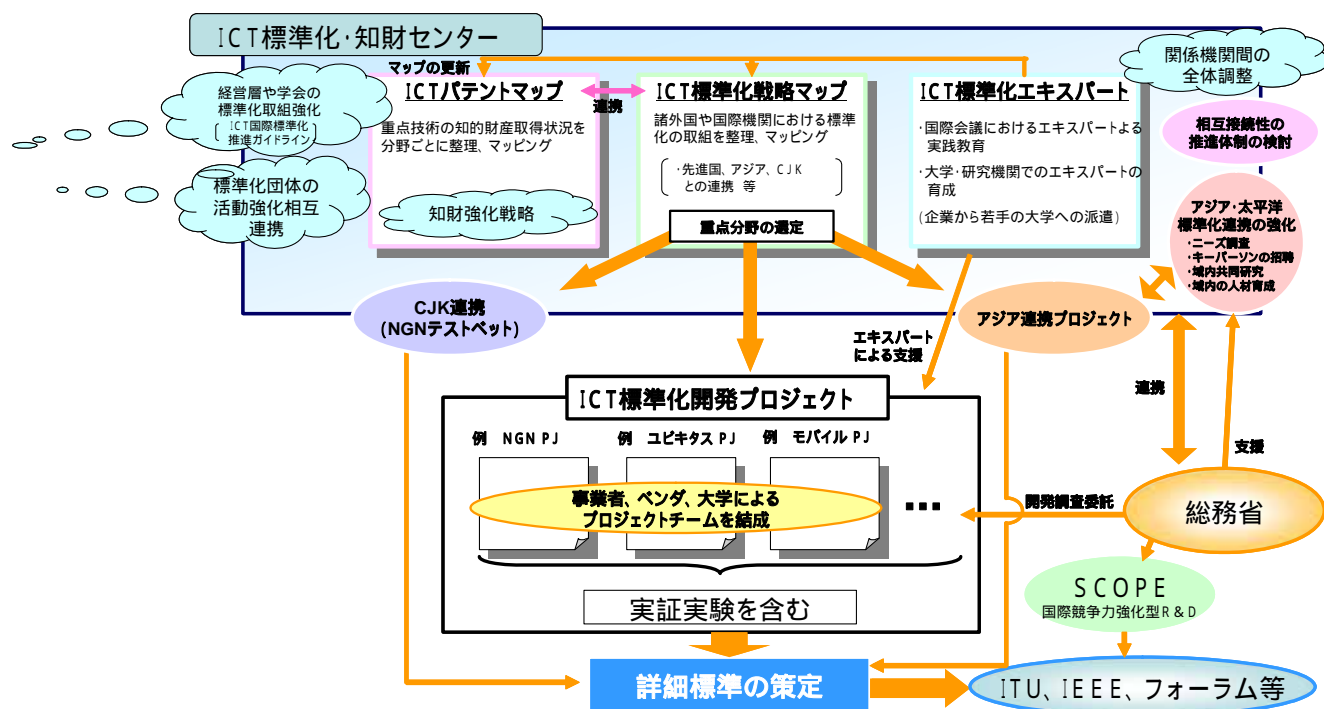 ICT標準化・知財センター
マップの更新
ICTパテントマップ
重点技術の知的財産取得状況を
分野ごとに整理、マッピング
知財強化戦略
連携
ICT標準化戦略マップ
諸外国や国際機関における標準
化の取組を整理、マッピング
・先進国、アジア、CJK
との連携 等
重点分野の選定
ICT標準化エキスパート
・国際会議におけるエキスパートよる
実践教育
・大学・研究機関でのエキスパートの
育成
(企業から若手の大学への派遣)
関係機関間の
全体調整
経営層や学会の
標準化取組強化
ICT国際標準化
推進ガイドライン
標準化団体の
活動強化相互
連携
相互接続性の
推進体制の検討
アジア・太平洋
標準化連携の強化
・ニーズ調査
・キーパーソンの招聘
・域内共同研究
・域内の人材育成
CJK連携
(NGNテストベット)
エキスパート
による支援
アジア連携プロジェクト
連携
支援
ICT標準化開発プロジェクト
例 NGN PJ
例 ユビキタス PJ
例 モバイル PJ
事業者、ベンダ、大学による
プロジェクトチームを結成
...
開発調査委託
総務省
実証実験を含む
SCOPE
国際競争力強化型R&D
詳細標準の策定
ITU、IEEE、フォーラム等